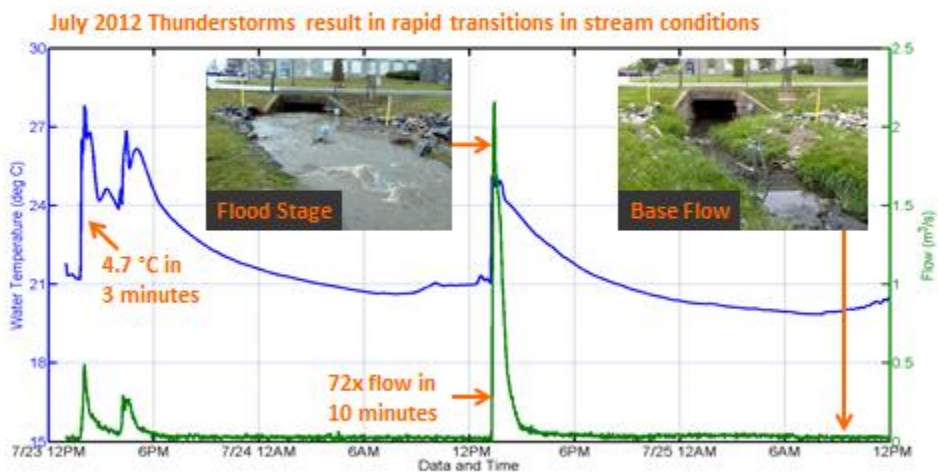 July 2012 Thunderstorms result in rapid transitions in stream conditions
30
27
24
21
18
15
Water Temperature (deg C)
2.5
2
1.5
1
0.5
0
Flow (m³/s)
Flood Stage
Base Flow
4.7 °C in
3 minutes
72x flow in
10 minutes
7/23 12PM
6PM
7/24 12AM
6AM
12PM
6PM
7/25 12AM
6AM
12PM
Data and Time